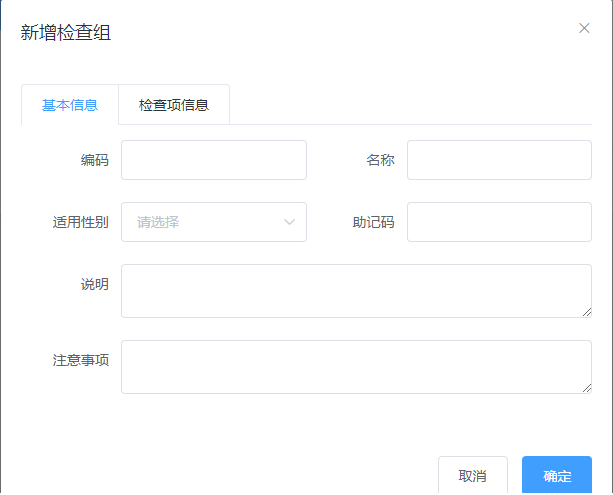 新增检查组
基本信息 检查项信息
编码 名称
适用性别 请选择 助记码
说明
注意事项
取消 确定